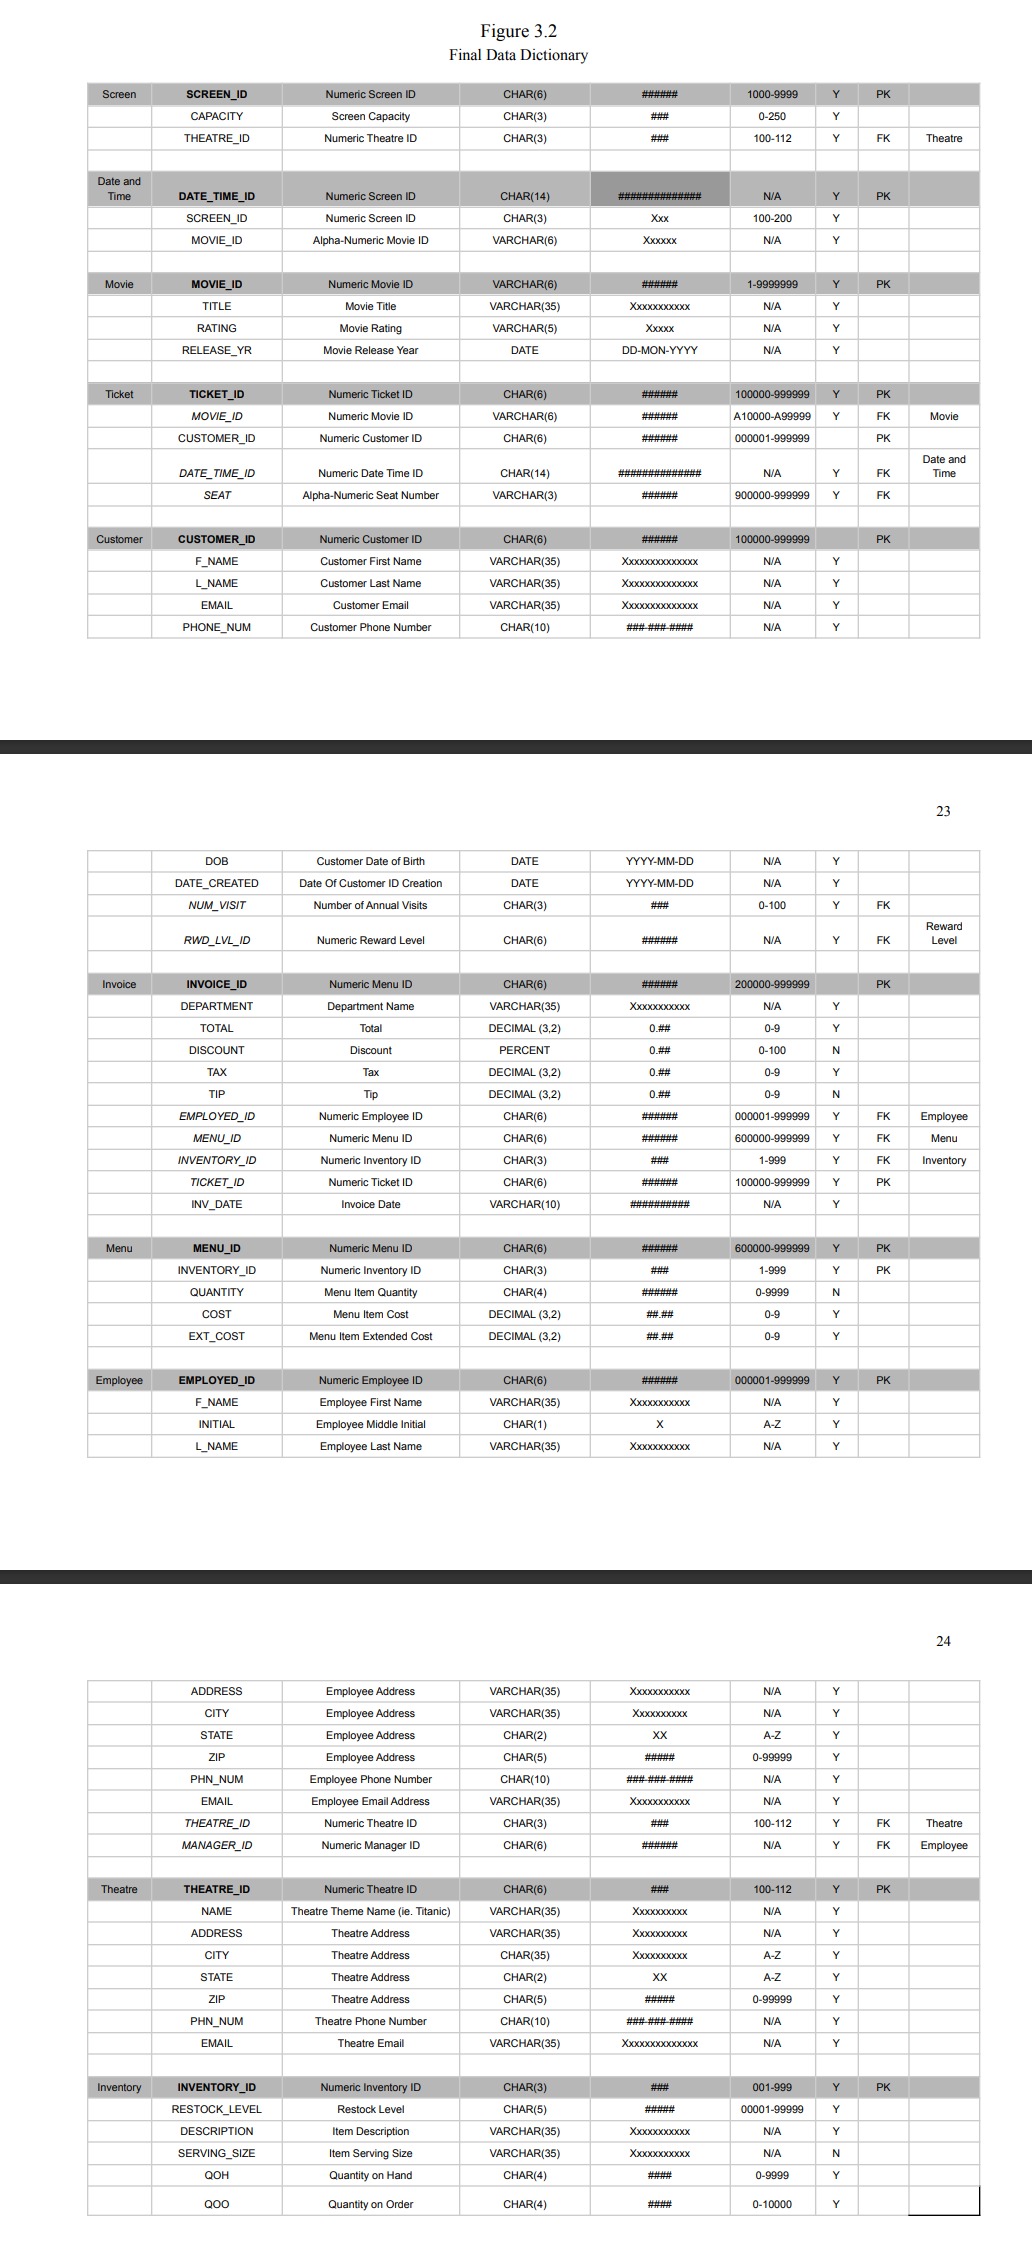 Figure 3.2
Final Data Dictionary
Screen SCREEN_ID Numeric Screen ID CHAR(6) ###### 1000-9999 Y PK
CAPACITY Screen Capacity CHAR(3) ### 0-250 Y
THEATRE_ID Numeric Theatre ID CHAR(3) ### 100-112 Y FK Theatre
Date and
Time DATE_TIME_ID Numeric Screen ID CHAR(14) ############## N/A Y PK
SCREEN_ID Numeric Screen ID CHAR(3) Xxx 100-200 Y
MOVIE_ID Alpha-Numeric Movie ID VARCHAR(6) Xxxxxx N/A Y
Movie MOVIE_ID Numeric Movie ID VARCHAR(6) ###### 1-9999999 Y PK
TITLE Movie Title VARCHAR(35) Xxxxxxxxxxx N/A Y
RATING Movie Rating VARCHAR(5) Xxxxx N/A Y
RELEASE_YR Movie Release Year DATE DD-MON-YYYY N/A Y
Ticket TICKET_ID Numeric Ticket ID CHAR(6) ###### 100000-999999 Y PK
MOVIE_ID Numeric Movie ID VARCHAR(6) ###### A10000-A99999 Y FK Movie
CUSTOMER_ID Numeric Customer ID CHAR(6) ###### 000001-999999 PK
DATE_TIME_ID Numeric Date Time ID CHAR(14) ############## N/A Y FK Date and
Time
SEAT Alpha-Numeric Seat Number VARCHAR(3) ###### 900000-999999 Y FK
Customer CUSTOMER_ID Numeric Customer ID CHAR(6) ###### 100000-999999 PK
F_NAME Customer First Name VARCHAR(35) Xxxxxxxxxxxxxx N/A Y
L_NAME Customer Last Name VARCHAR(35) Xxxxxxxxxxxxxx N/A Y
EMAIL Customer Email VARCHAR(35) Xxxxxxxxxxxxxx N/A Y
PHONE_NUM Customer Phone Number CHAR(10) ###-###-#### N/A Y
23
DOB Customer Date of Birth DATE YYYY-MM-DD N/A Y
DATE_CREATED Date Of Customer ID Creation DATE YYYY-MM-DD N/A Y
NUM_VISIT Number of Annual Visits CHAR(3) ### 0-100 Y FK
RWD_LVL_ID Numeric Reward Level CHAR(6) ###### N/A Y FK Reward
Level
Invoice INVOICE_ID Numeric Menu ID CHAR(6) ###### 200000-999999 PK
DEPARTMENT Department Name VARCHAR(35) Xxxxxxxxxxx N/A Y
TOTAL Total DECIMAL (3,2) 0.## 0-9 Y
DISCOUNT Discount PERCENT 0.## 0-100 N
TAX Tax DECIMAL (3,2) 0.## 0-9 Y
TIP Tip DECIMAL (3,2) 0.## 0-9 N
EMPLOYED_ID Numeric Employee ID CHAR(6) ###### 000001-999999 Y FK Employee
MENU_ID Numeric Menu ID CHAR(6) ###### 600000-999999 Y FK Menu
INVENTORY_ID Numeric Inventory ID CHAR(3) ### 1-999 Y FK Inventory
TICKET_ID Numeric Ticket ID CHAR(6) ###### 100000-999999 Y PK
INV_DATE Invoice Date VARCHAR(10) ########## N/A Y
Menu MENU_ID Numeric Menu ID CHAR(6) ###### 600000-999999 Y PK
INVENTORY_ID Numeric Inventory ID CHAR(3) ### 1-999 Y PK
QUANTITY Menu Item Quantity CHAR(4) ###### 0-9999 N
COST Menu Item Cost DECIMAL (3,2) ##.## 0-9 Y
EXT_COST Menu Item Extended Cost DECIMAL (3,2) ##.## 0-9 Y
Employee EMPLOYED_ID Numeric Employee ID CHAR(6) ###### 000001-999999 Y PK
F_NAME Employee First Name VARCHAR(35) Xxxxxxxxxxx N/A Y
INITIAL Employee Middle Initial CHAR(1) X A-Z Y
L_NAME Employee Last Name VARCHAR(35) Xxxxxxxxxxx N/A Y
24
ADDRESS Employee Address VARCHAR(35) Xxxxxxxxxxx N/A Y
CITY Employee Address VARCHAR(35) Xxxxxxxxxx N/A Y
STATE Employee Address CHAR(2) XX A-Z Y
ZIP Employee Address CHAR(5) ##### 0-99999 Y
PHN_NUM Employee Phone Number CHAR(10) ###-###-#### N/A Y
EMAIL Employee Email Address VARCHAR(35) Xxxxxxxxxxx N/A Y
THEATRE_ID Numeric Theatre ID CHAR(3) ### 100-112 Y FK Theatre
MANAGER_ID Numeric Manager ID CHAR(6) ###### N/A Y FK Employee
Theatre THEATRE_ID Numeric Theatre ID CHAR(6) ### 100-112 Y PK
NAME Theatre Theme Name (ie. Titanic) VARCHAR(35) Xxxxxxxxxx N/A Y
ADDRESS Theatre Address VARCHAR(35) Xxxxxxxxxx N/A Y
CITY Theatre Address CHAR(35) Xxxxxxxxxx A-Z Y
STATE Theatre Address CHAR(2) XX A-Z Y
ZIP Theatre Address CHAR(5) ##### 0-99999 Y
PHN_NUM Theatre Phone Number CHAR(10) ###-###-#### N/A Y
EMAIL Theatre Email VARCHAR(35) Xxxxxxxxxxxxxx N/A Y
Inventory INVENTORY_ID Numeric Inventory ID CHAR(3) ### 001-999 Y PK
RESTOCK_LEVEL Restock Level CHAR(5) ##### 00001-99999 Y
DESCRIPTION Item Description VARCHAR(35) Xxxxxxxxxxx N/A Y
SERVING_SIZE Item Serving Size VARCHAR(35) Xxxxxxxxxxx N/A N
QOH Quantity on Hand CHAR(4) #### 0-9999 Y
QOO Quantity on Order CHAR(4) #### 0-10000 Y